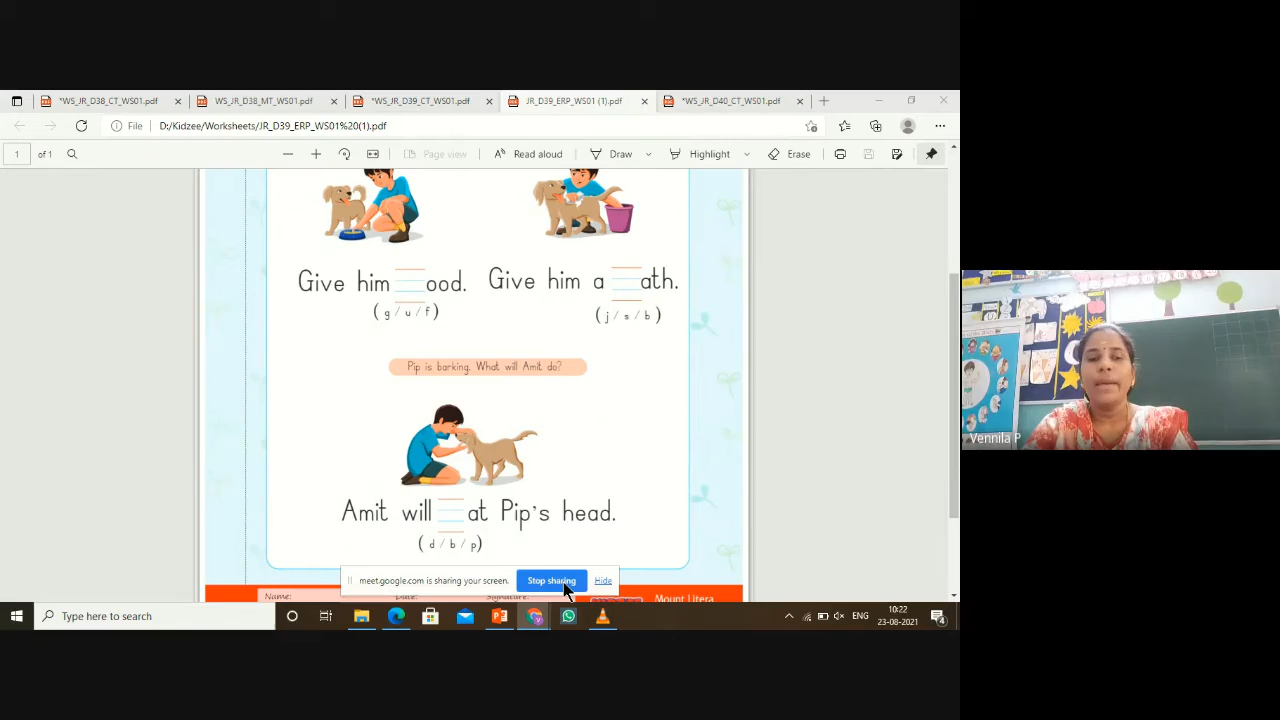 *WS_JR_D38_CT_WS01.pdf
WS_JR_D38_MT_WS01.pdf
*WS_JR_D39_CT_WS01.pdf
JR_D39_ERP_WS01 (1).pdf
*WS_JR_D40_CT_WS01.pdf
File D:/Kidzee/Worksheets/JR_D39_ERP_WS01%20(1).pdf
1 of 1
Page view
Read aloud
Draw
Highlight
Erase
Give him ood.
( g / u / f )
Give him a ath.
( j / s / b )
Pip is barking. What will Amit do?
Amit will at Pip's head.
( d / b / p )
meet.google.com is sharing your screen.
Stop sharing
Hide
Name:
Date:
Signature:
Mount Litera
Type here to search
ENG
10:22
23-08-2021
4
Vennila P